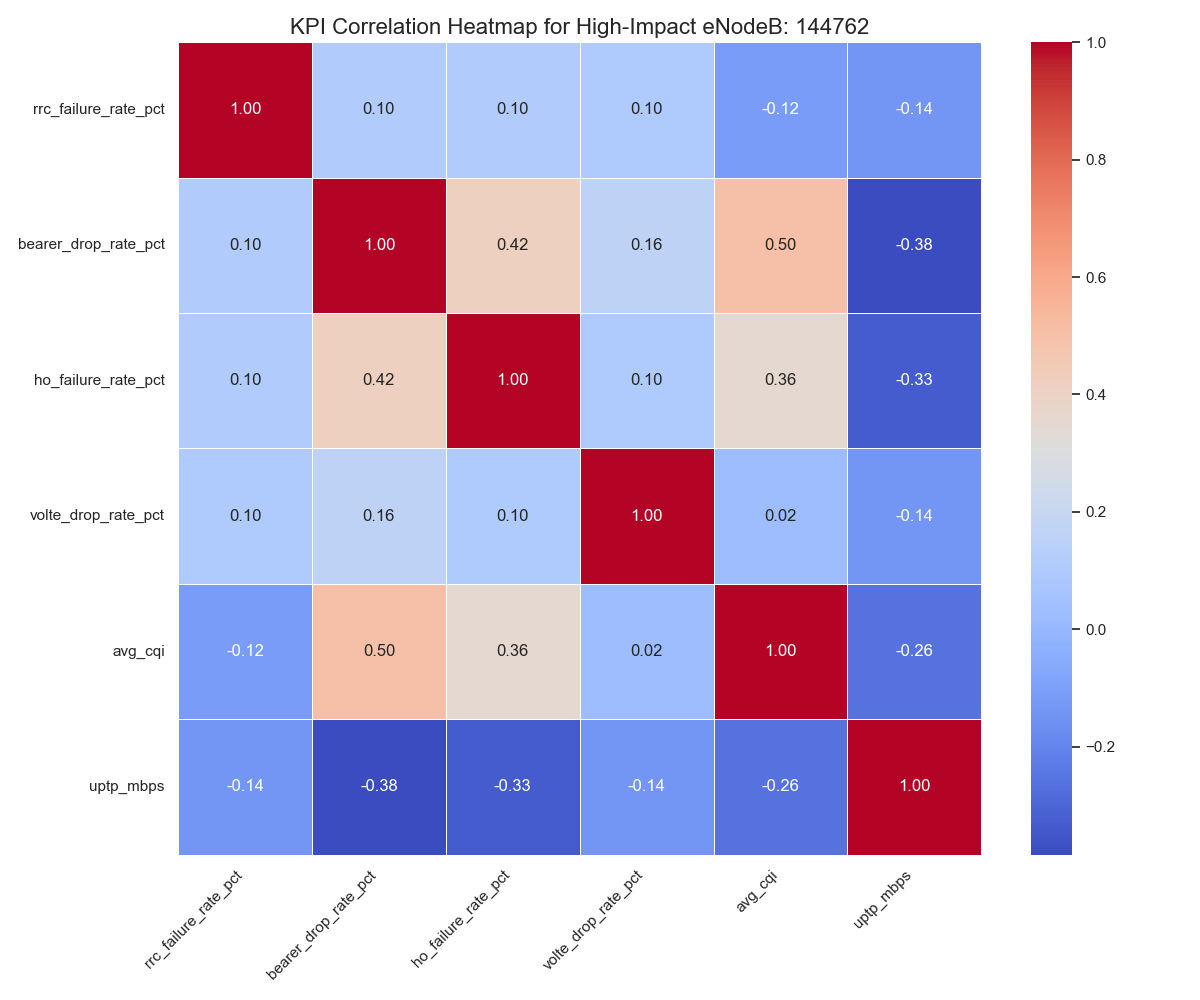 KPI Correlation Heatmap for High-Impact eNodeB: 144762
rrc_failure_rate_pct 1.00 0.10 0.10 0.10 -0.12 -0.14
bearer_drop_rate_pct 0.10 1.00 0.42 0.16 0.50 -0.38
ho_failure_rate_pct 0.10 0.42 1.00 0.10 0.36 -0.33
volte_drop_rate_pct 0.10 0.16 0.10 1.00 0.02 -0.14
avg_cqi -0.12 0.50 0.36 0.02 1.00 -0.26
uptp_mbps -0.14 -0.38 -0.33 -0.14 -0.26 1.00
rrc_failure_rate_pct bearer_drop_rate_pct ho_failure_rate_pct volte_drop_rate_pct avg_cqi uptp_mbps
1.0
0.8
0.6
0.4
0.2
0.0
−0.2